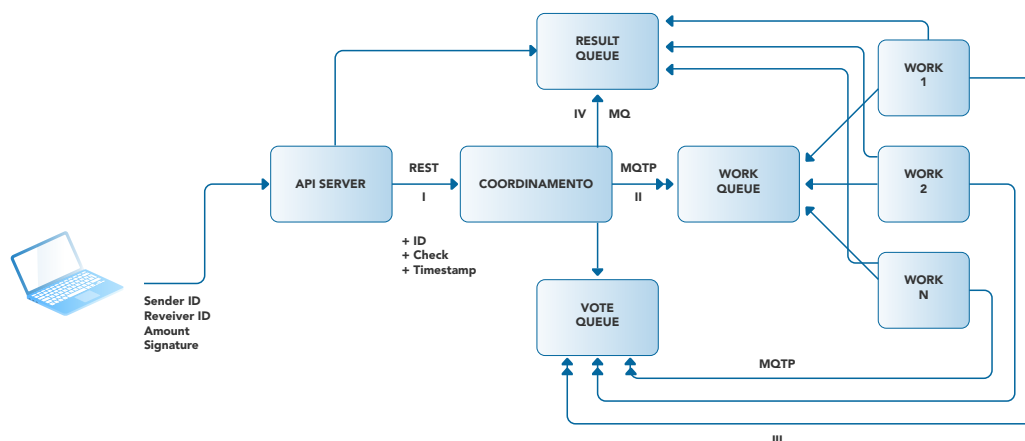 RESULT
QUEUE
WORK
1
IV
MQ
API SERVER
REST
I
COORDINAMENTO
MQTP
II
WORK
QUEUE
WORK
2
+ ID
+ Check
+ Timestamp
WORK
N
Sender ID
Reveiver ID
Amount
Signature
VOTE
QUEUE
MQTP
III